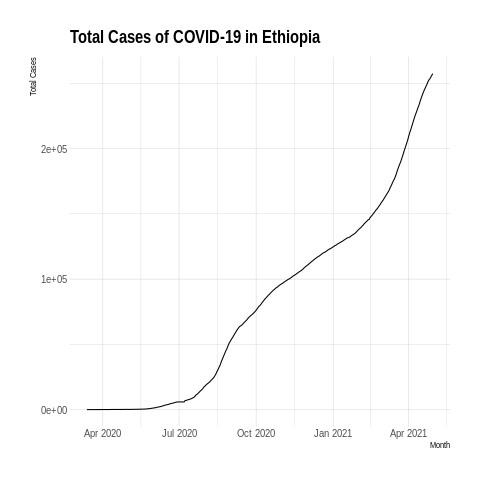 Total Cases of COVID-19 in Ethiopia
Total Cases
2e+05
1e+05
0e+00
Apr 2020
Jul 2020
Oct 2020
Jan 2021
Apr 2021
Month